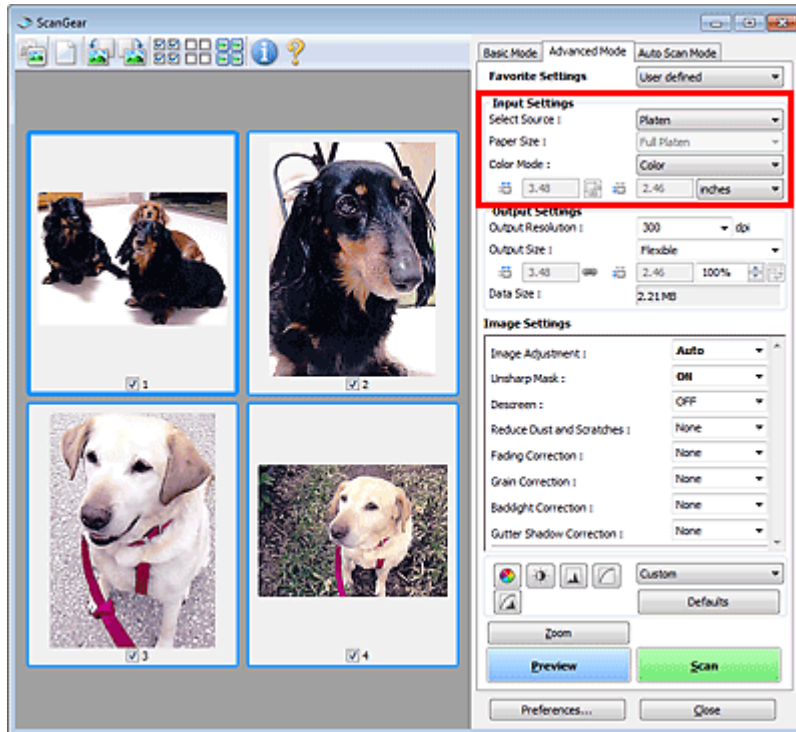 ScanGear
Basic Mode Advanced Mode Auto Scan Mode
Favorite Settings User defined
Input Settings
Select Source : Platen
Paper Size : Full Platen
Color Mode : Color
3.48 2.46 inches
Output Settings
Output Resolution : 300 dpi
Output Size : Flexible
3.48 2.46 100%
Data Size : 2.21 MB
Image Settings
Image Adjustment : Auto
Unsharp Mask : ON
Descreen : OFF
Reduce Dust and Scratches : None
Fading Correction : None
Grain Correction : None
Backlight Correction : None
Gutter Shadow Correction : None
Custom
Defaults
Zoom
Preview Scan
Preferences... Close
1 2
3 4